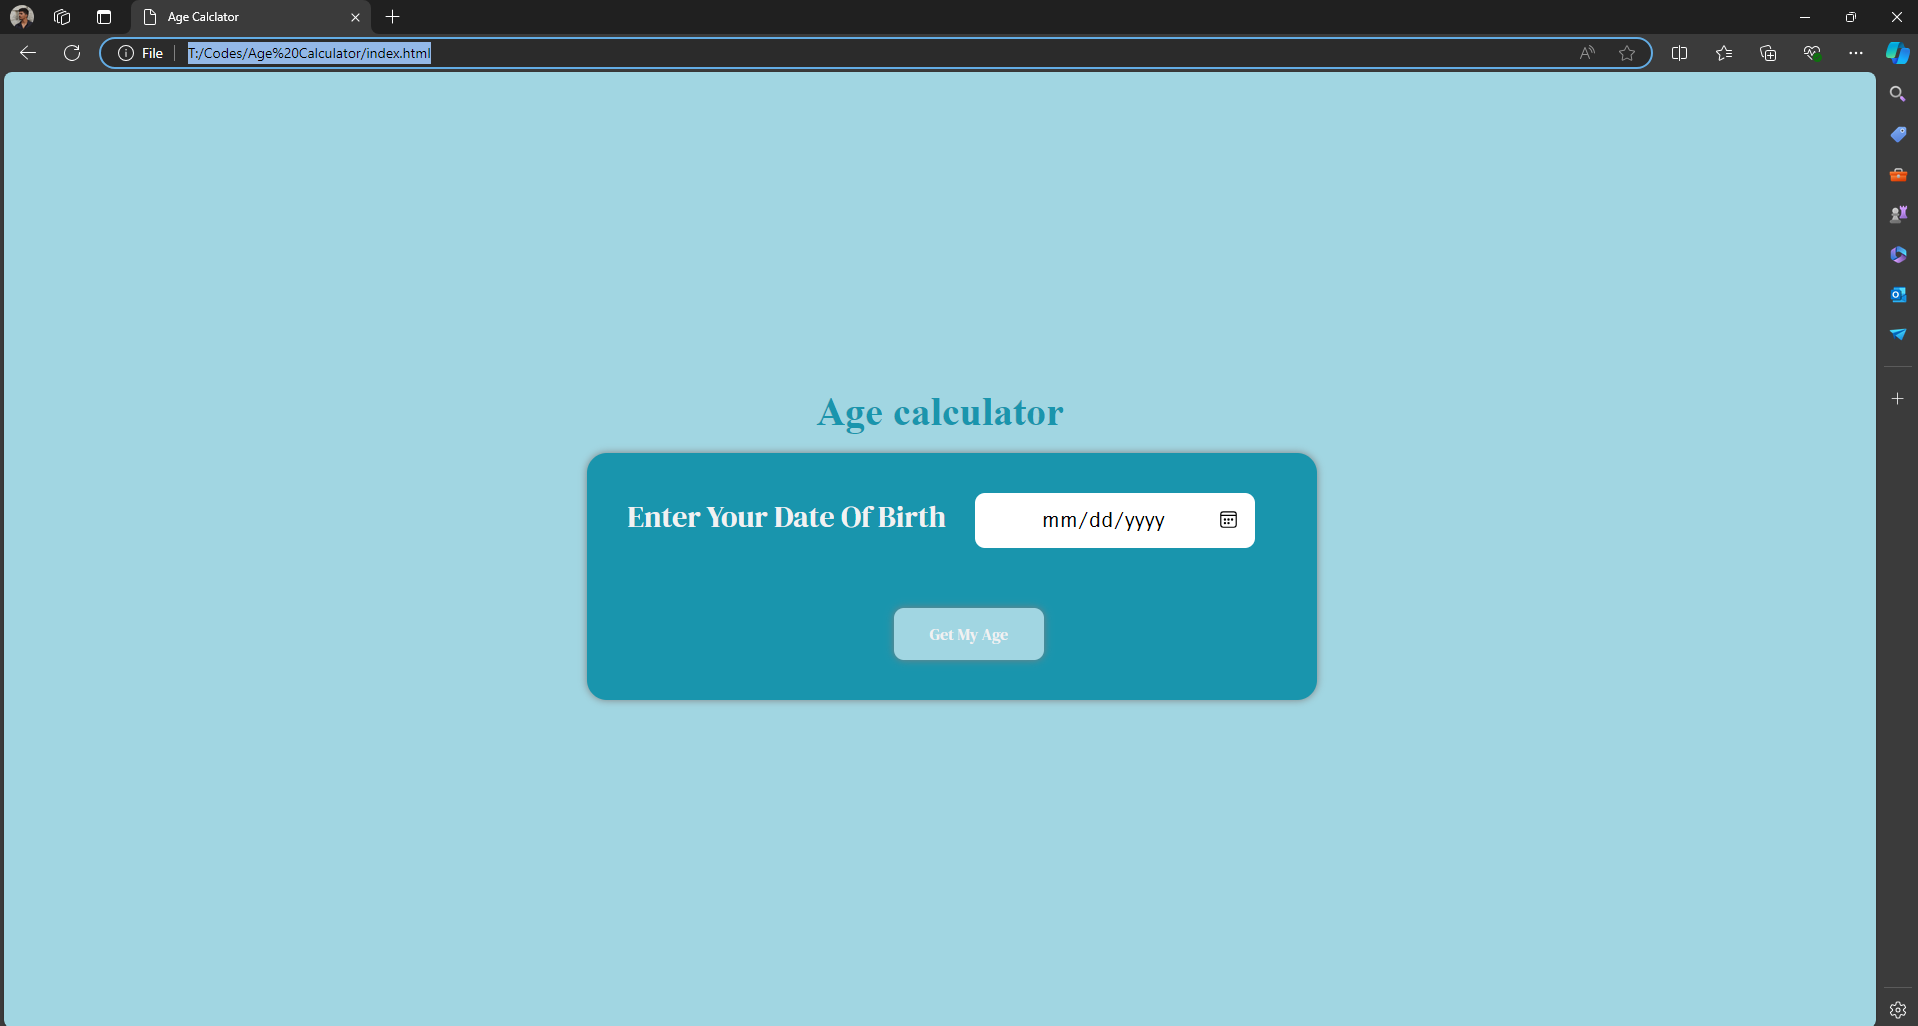 Age Calclator
File
T:/Codes/Age%20Calculator/index.html
Age calculator
Enter Your Date Of Birth
mm/dd/yyyy
Get My Age